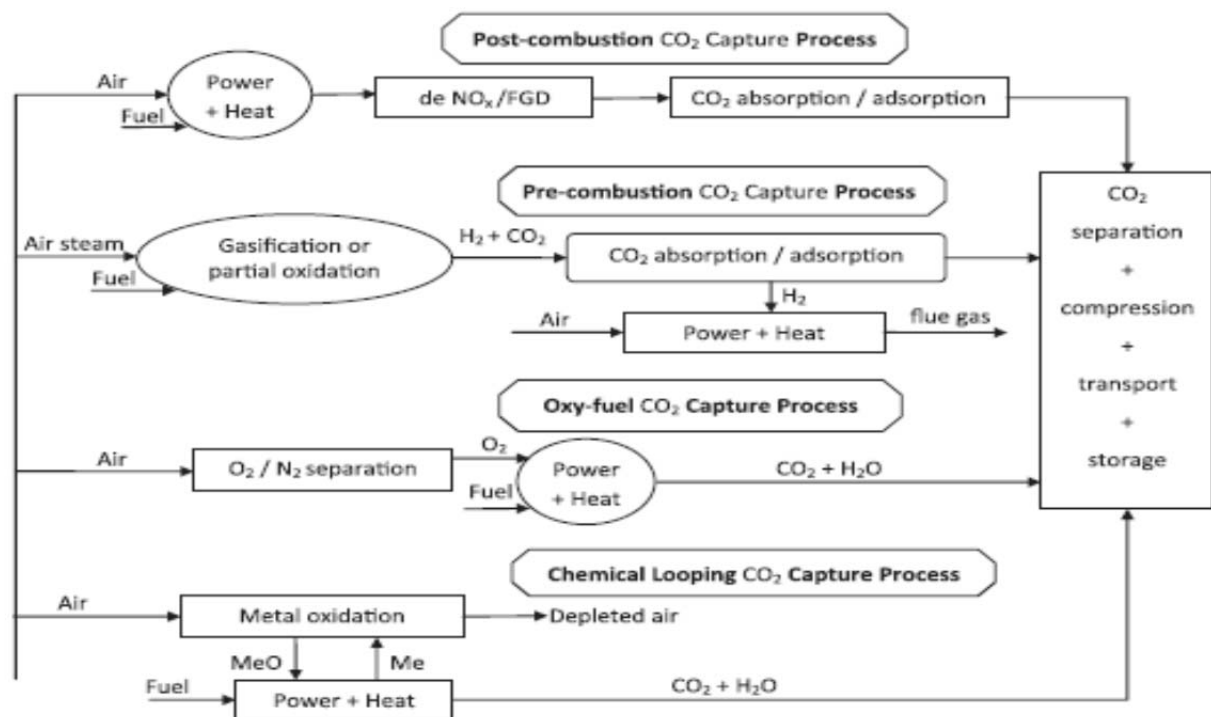 Post-combustion CO₂ Capture Process
Air
Fuel
Power
+ Heat
de NOₓ/FGD
CO₂ absorption / adsorption
Pre-combustion CO₂ Capture Process
Air steam
Fuel
Gasification or
partial oxidation
H₂ + CO₂
CO₂ absorption / adsorption
H₂
Air
Power + Heat
flue gas
Oxy-fuel CO₂ Capture Process
Air
O₂ / N₂ separation
O₂
Fuel
Power
+ Heat
CO₂ + H₂O
Chemical Looping CO₂ Capture Process
Air
Metal oxidation
Depleted air
MeO
Me
Fuel
Power + Heat
CO₂ + H₂O
CO₂
separation
+
compression
+
transport
+
storage